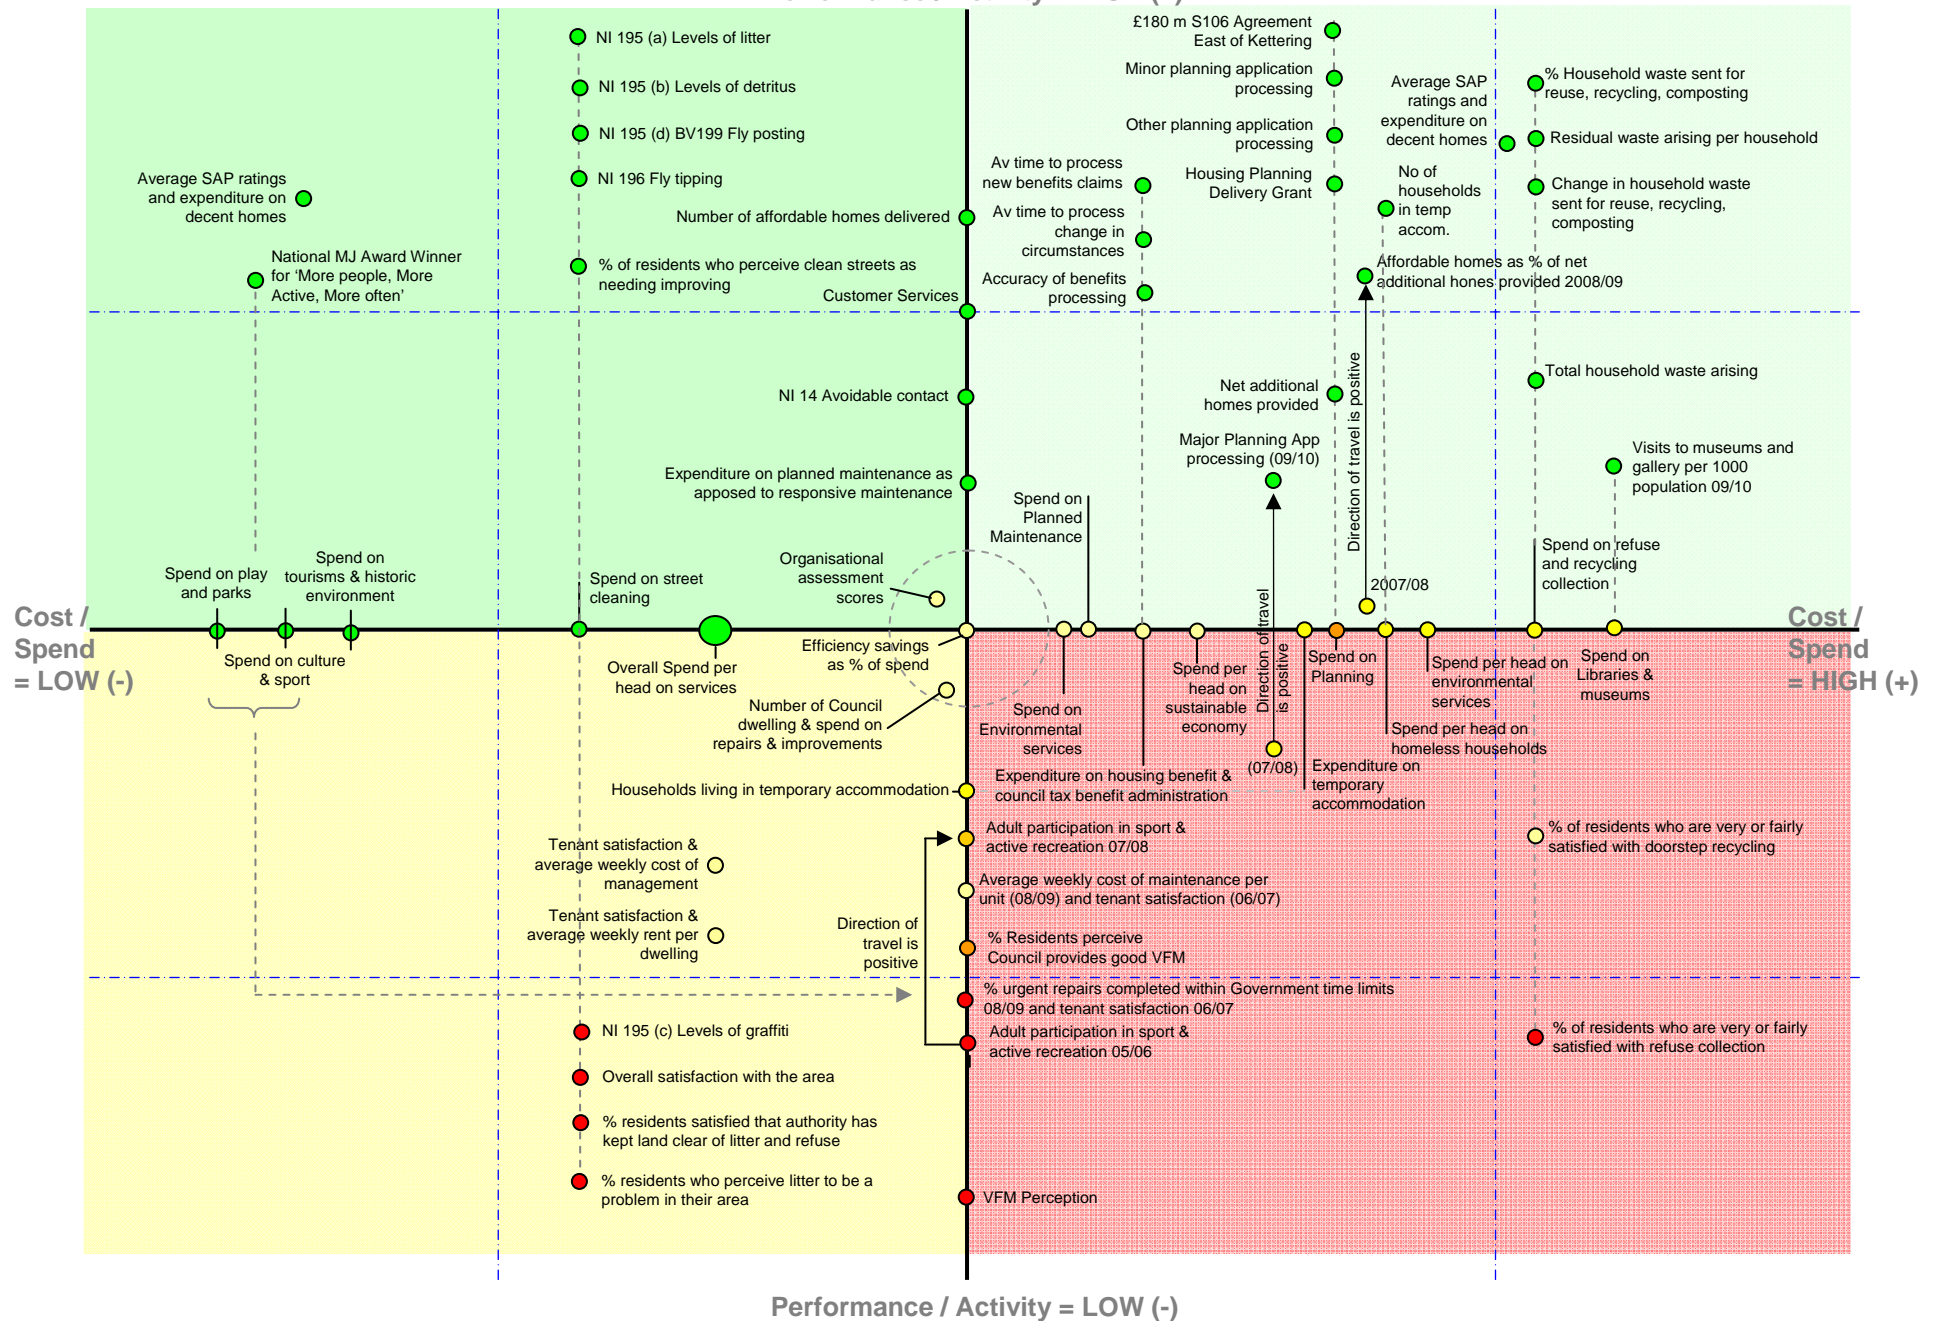 £180 m S106 Agreement
East of Kettering
NI 195 (a) Levels of litter
Minor planning application
processing
Average SAP
ratings and
expenditure on
decent homes
% Household waste sent for
reuse, recycling, composting
NI 195 (b) Levels of detritus
NI 195 (d) BV199 Fly posting
Other planning application
processing
Residual waste arising per household
Av time to process
new benefits claims
Housing Planning
Delivery Grant
No of
households
in temp
accom.
Change in household waste
sent for reuse, recycling,
composting
Average SAP ratings
and expenditure on
decent homes
NI 196 Fly tipping
Number of affordable homes delivered
Av time to process
change in
circumstances
National MJ Award Winner
for ‘More people, More
Active, More often’
% of residents who perceive clean streets as
needing improving
Accuracy of benefits
processing
Affordable homes as % of net
additional hones provided 2008/09
Customer Services
NI 14 Avoidable contact
Net additional
homes provided
Direction of travel is positive
Total household waste arising
Major Planning App
processing (09/10)
Visits to museums and
gallery per 1000
population 09/10
Expenditure on planned maintenance as
apposed to responsive maintenance
Spend on
Planned
Maintenance
Spend on play
and parks
Spend on
tourisms & historic
environment
Spend on street
cleaning
Organisational
assessment
scores
2007/08
Spend on refuse
and recycling
collection
Cost /
Spend
= LOW (-)
Cost /
Spend
= HIGH (+)
Spend on culture
& sport
Overall Spend per
head on services
Efficiency savings
as % of spend
Number of Council
dwelling & spend on
repairs & improvements
Spend on
Environmental
services
Spend per
head on
sustainable
economy
Direction of travel
is positive
(07/08)
Spend on
Planning
Spend per head on
environmental
services
Spend on
Libraries &
museums
Spend per head on
homeless households
Expenditure on housing benefit &
council tax benefit administration
Expenditure on
temporary
accommodation
Households living in temporary accommodation
Adult participation in sport &
active recreation 07/08
% of residents who are very or fairly
satisfied with doorstep recycling
Tenant satisfaction &
average weekly cost of
management
Average weekly cost of maintenance per
unit (08/09) and tenant satisfaction (06/07)
Tenant satisfaction &
average weekly rent per
dwelling
Direction of
travel is
positive
% Residents perceive
Council provides good VFM
% urgent repairs completed within Government time limits
08/09 and tenant satisfaction 06/07
NI 195 (c) Levels of graffiti
Adult participation in sport &
active recreation 05/06
% of residents who are very or fairly
satisfied with refuse collection
Overall satisfaction with the area
% residents satisfied that authority has
kept land clear of litter and refuse
% residents who perceive litter to be a
problem in their area
VFM Perception
Performance / Activity = LOW (-)